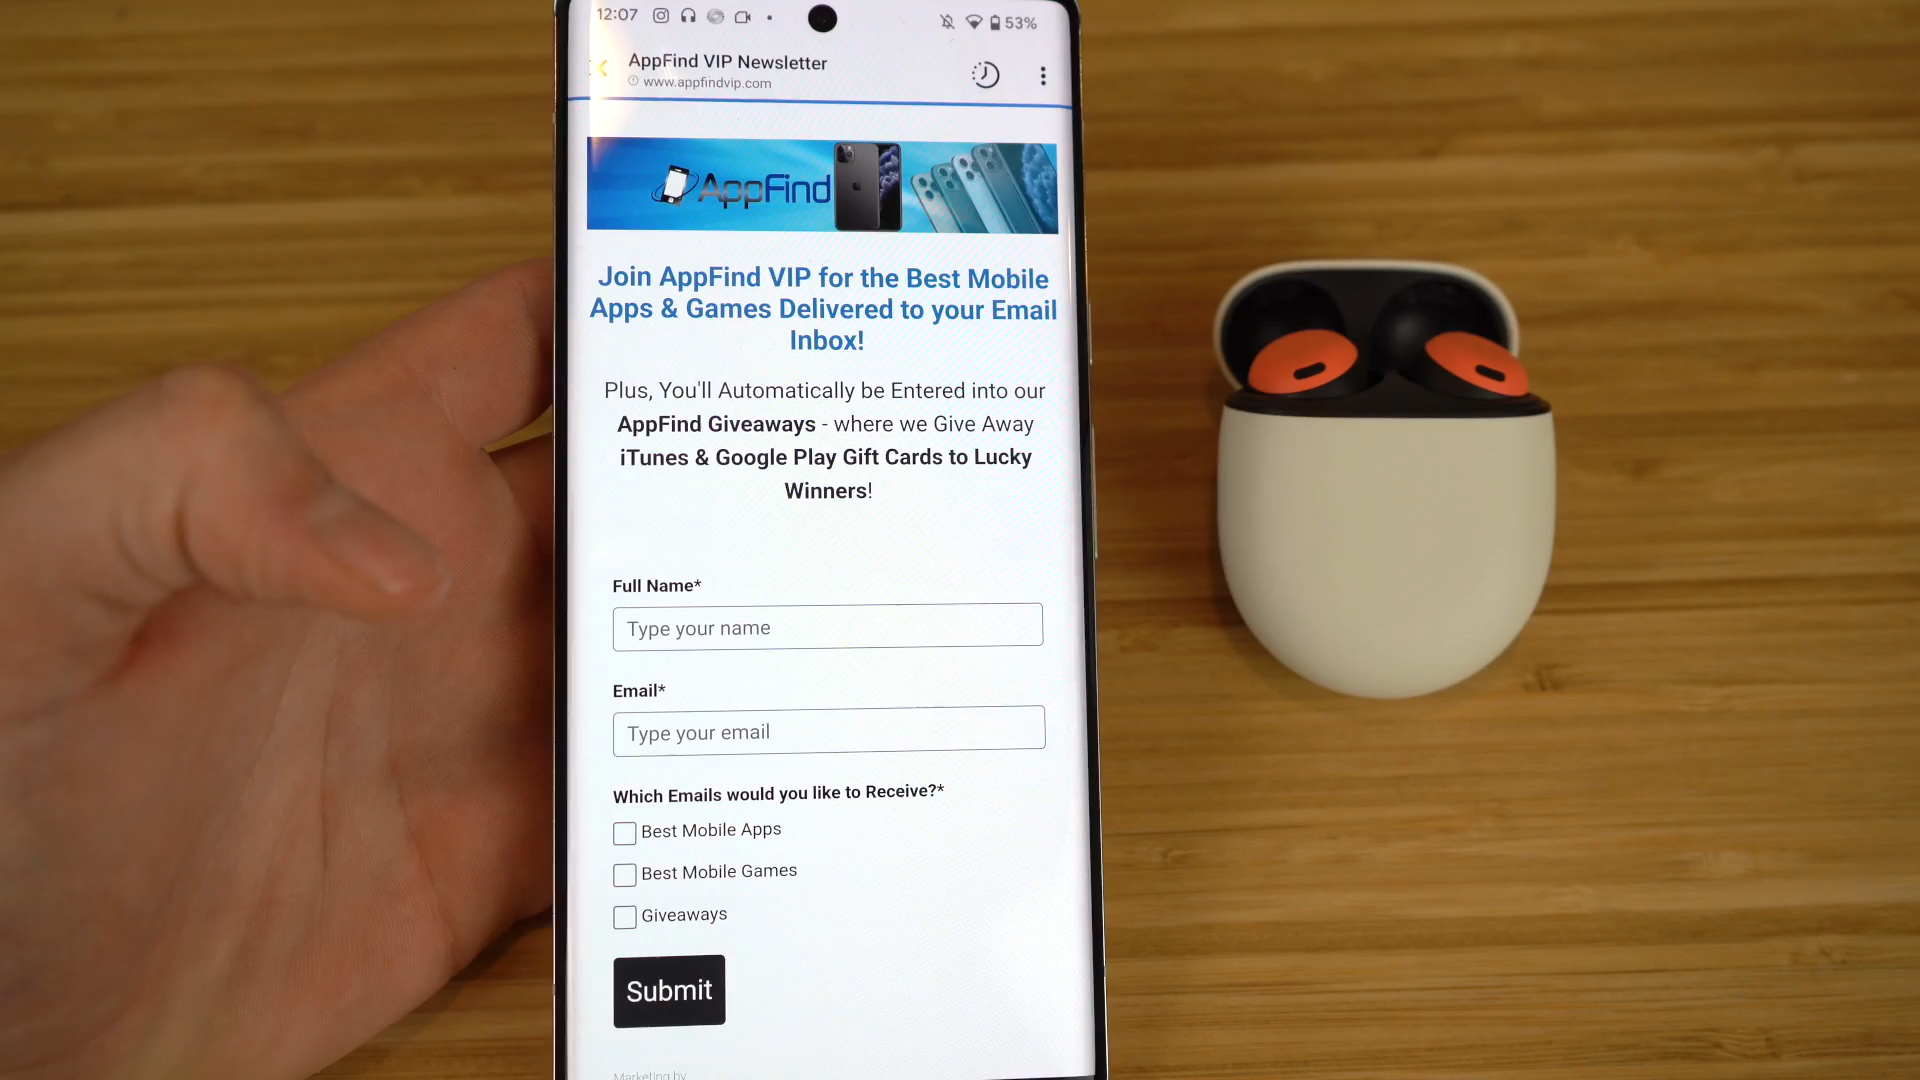 12:07
53%
AppFind VIP Newsletter
www.appfindvip.com
AppFind
Join AppFind VIP for the Best Mobile
Apps & Games Delivered to your Email
Inbox!
Plus, You'll Automatically be Entered into our
AppFind Giveaways - where we Give Away
iTunes & Google Play Gift Cards to Lucky
Winners!
Full Name*
Type your name
Email*
Type your email
Which Emails would you like to Receive?*
Best Mobile Apps
Best Mobile Games
Giveaways
Submit
Marketing by